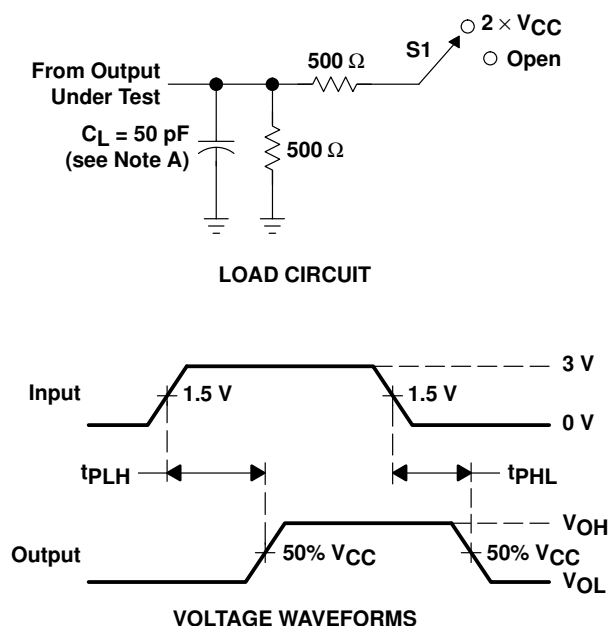 2 × VCC
S1
Open
500 Ω
From Output
Under Test
CL = 50 pF
(see Note A)
500 Ω
LOAD CIRCUIT
3 V
Input
1.5 V
1.5 V
0 V
tPLH
tPHL
VOH
Output
50% VCC
50% VCC
VOL
VOLTAGE WAVEFORMS